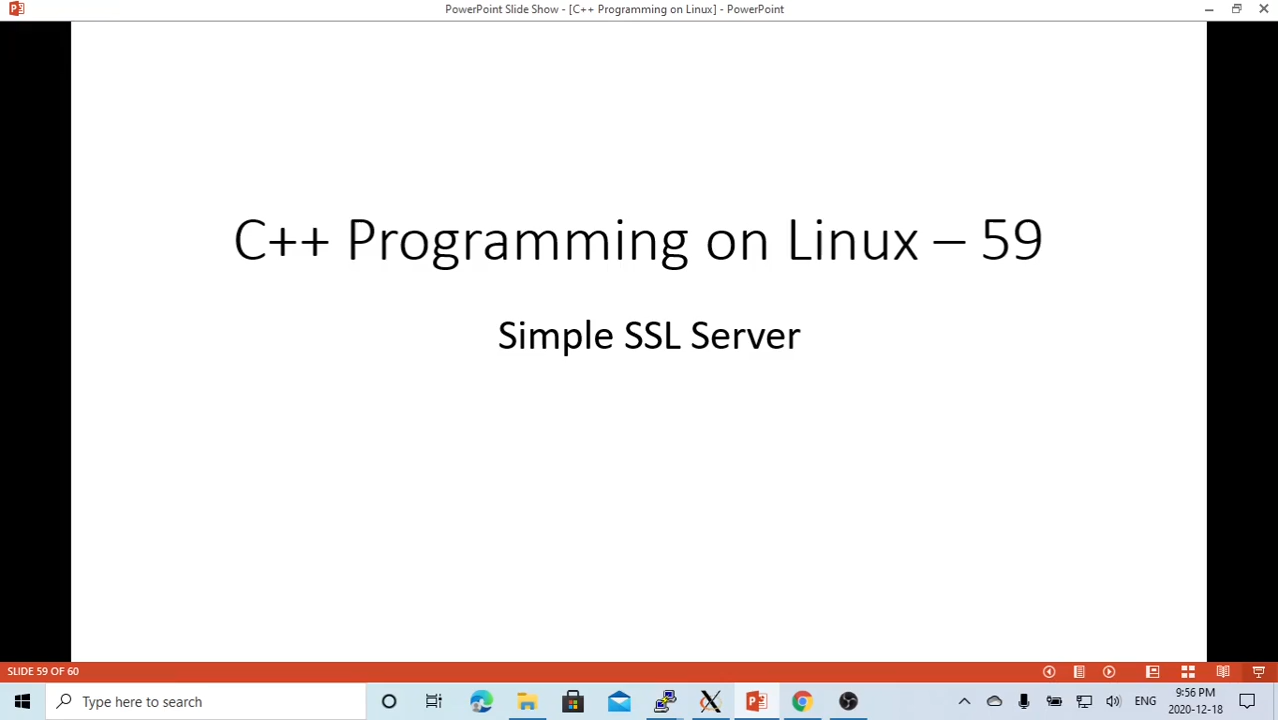 PowerPoint Slide Show - [C++ Programming on Linux] - PowerPoint
C++ Programming on Linux – 59
Simple SSL Server
SLIDE 59 OF 60
Type here to search
ENG
9:56 PM
2020-12-18